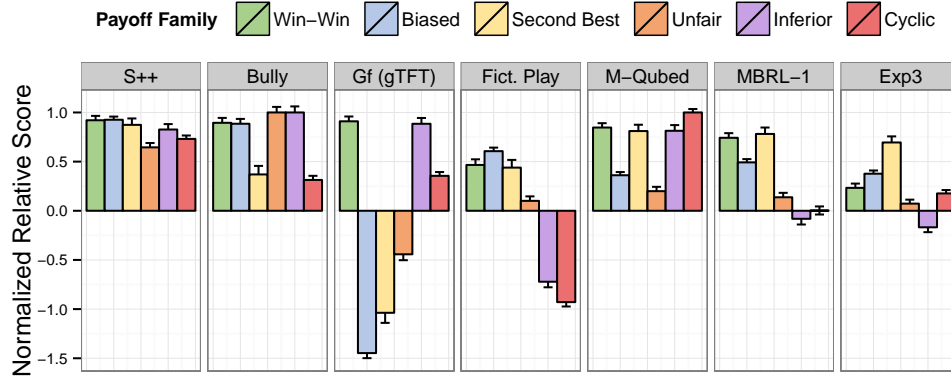 Payoff Family Win−Win Biased Second Best Unfair Inferior Cyclic
S++ Bully Gf (gTFT) Fict. Play M−Qubed MBRL−1 Exp3
Normalized Relative Score
1.0
0.5
0.0
−0.5
−1.0
−1.5